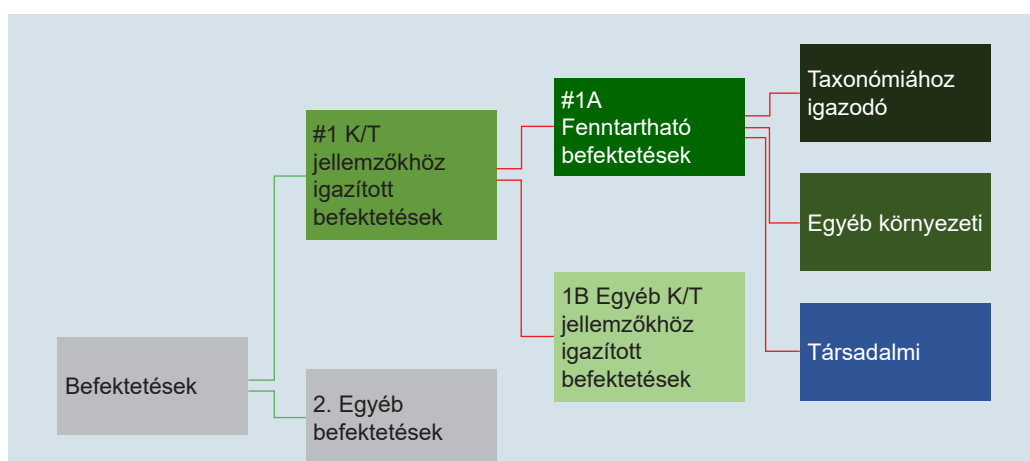 Befektetések
#1 K/T
jellemzőkhöz
igazított
befektetések
2. Egyéb
befektetések
#1A
Fenntartható
befektetések
1B Egyéb K/T
jellemzőkhöz
igazított
befektetések
Taxonómiához
igazodó
Egyéb környezeti
Társadalmi